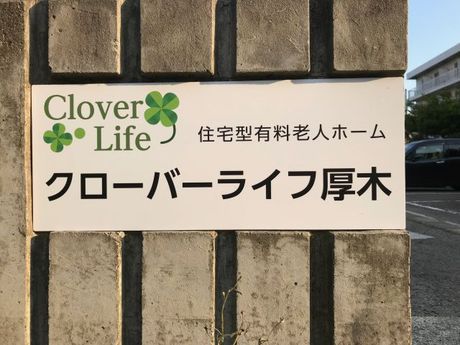 Clover
Life
住宅型有料老人ホーム
クローバーライフ厚木